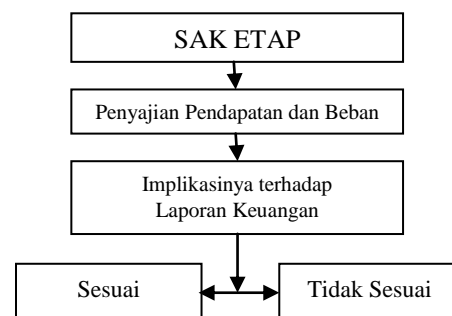 SAK ETAP
Penyajian Pendapatan dan Beban
Implikasinya terhadap
Laporan Keuangan
Sesuai
Tidak Sesuai